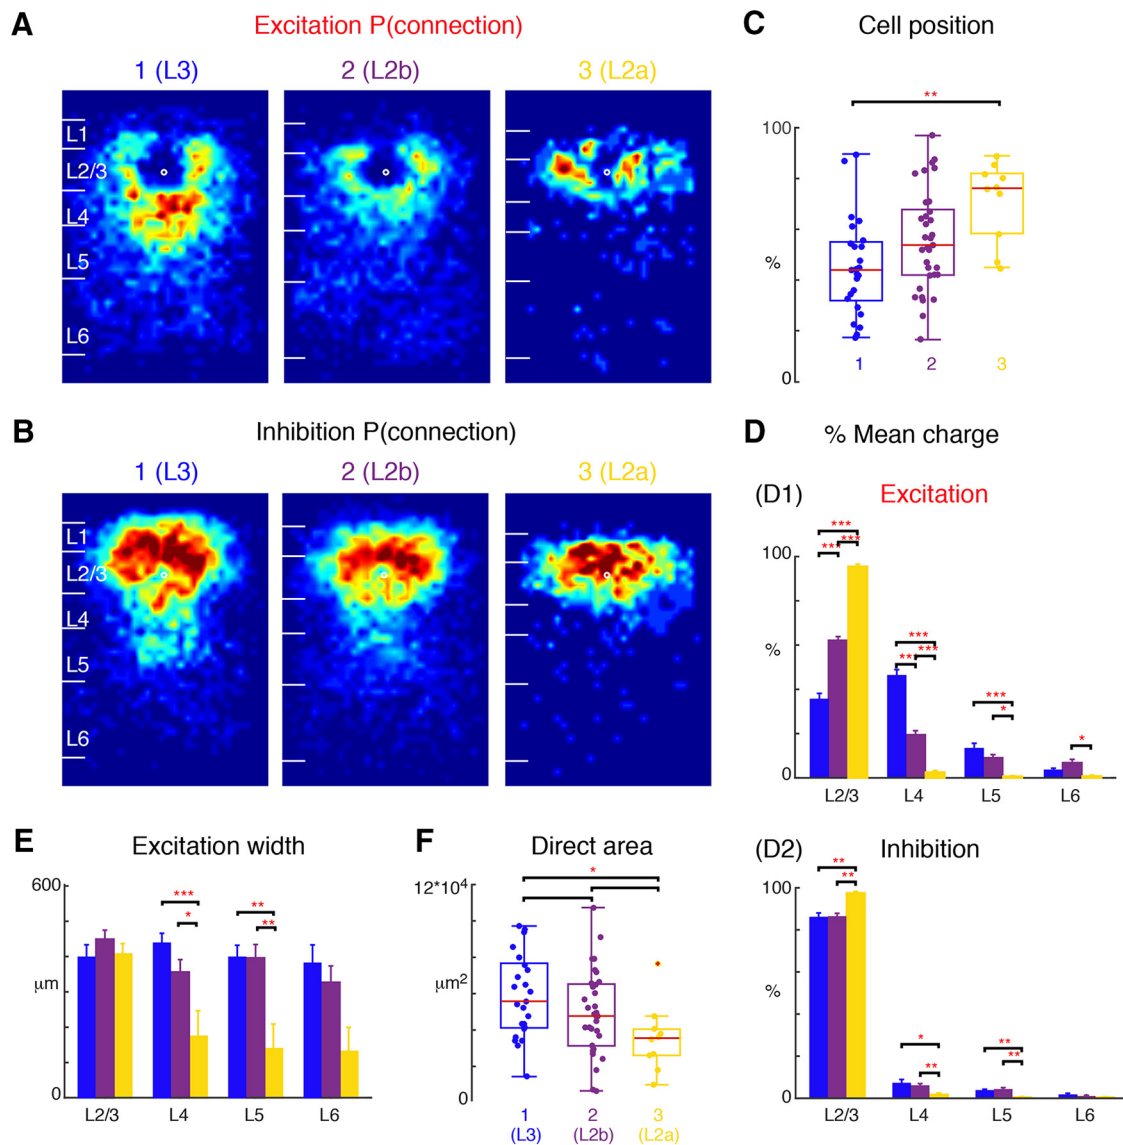 A
Excitation P(connection)
1 (L3)
2 (L2b)
3 (L2a)
L1
L2/3
L4
L5
L6
B
Inhibition P(connection)
1 (L3)
2 (L2b)
3 (L2a)
L1
L2/3
L4
L5
L6
C
Cell position
**
100
%
0
1
2
3
D
% Mean charge
(D1)
Excitation
***
***
***
100
%
0
***
***
***
***
*
*
L2/3
L4
L5
L6
(D2)
Inhibition
**
**
100
%
0
*
**
**
**
L2/3
L4
L5
L6
E
Excitation width
600
µm
0
***
*
**
**
L2/3
L4
L5
L6
F
Direct area
*
12*10⁴
µm²
0
1
(L3)
2
(L2b)
3
(L2a)